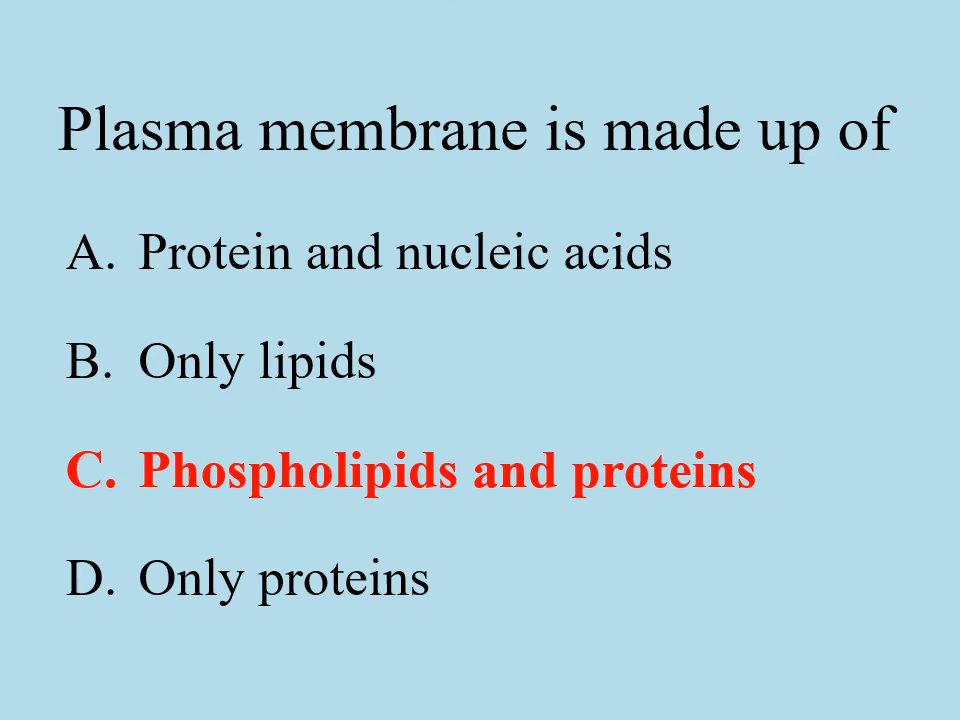 Plasma membrane is made up of
A. Protein and nucleic acids
B. Only lipids
C. Phospholipids and proteins
D. Only proteins